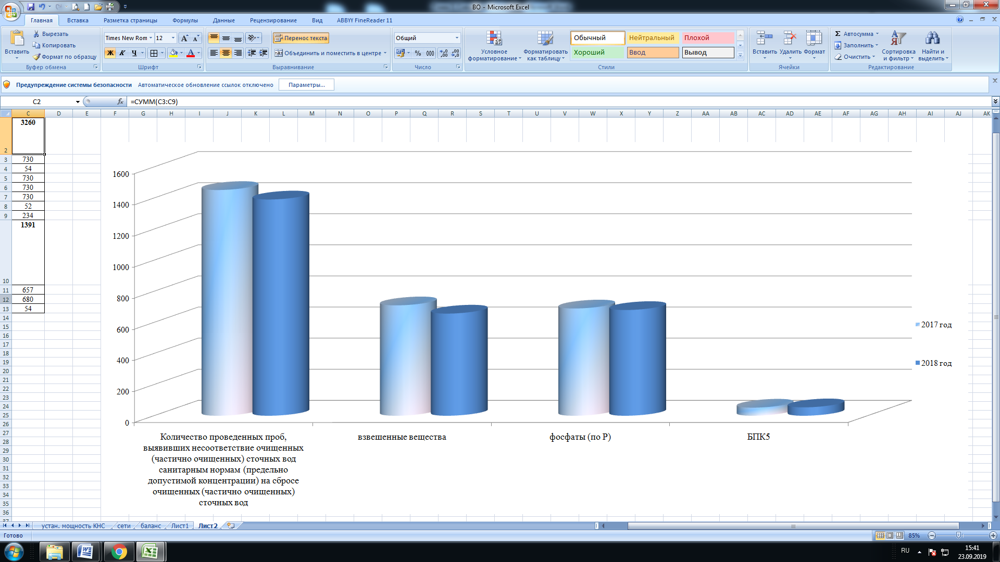 ВО - Microsoft Excel
Главная Вставка Разметка страницы Формулы Данные Рецензирование Вид ABBYY FineReader 11
Вставить
Вырезать
Копировать
Формат по образцу
Буфер обмена
Times New Rom 12
Ж К Ч
Шрифт
Перенос текста
Объединить и поместить в центре
Выравнивание
Общий
% 000
Число
Условное форматирование
Форматировать как таблицу
Обычный Нейтральный Плохой
Хороший Ввод Вывод
Стили
Вставить Удалить Формат
Ячейки
Σ Автосумма
Заполнить
Очистить
Сортировка и фильтр
Найти и выделить
Редактирование
Предупреждение системы безопасности Автоматическое обновление ссылок отключено Параметры...
C2 fx =СУММ(C3:C9)
C D E F G H I J K L M N O P Q R S T U V W X Y Z AA AB AC AD AE AF AG AH AI AJ AK
2 3260
3 730
4 54
5 730
6 730
7 730
8 52
9 234
10 1391
11 657
12 680
13 54
14
15
16
17
18
19
20
21
22
23
24
25
26
27
28
29
30
31
32
33
34
35
36
37
1600
1400
1200
1000
800
600
400
200
0
2017 год
2018 год
Количество проведенных проб,
выявивших несоответствие очищенных
(частично очищенных) сточных вод
санитарным нормам (предельно
допустимой концентрации) на сбросе
очищенных (частично очищенных)
сточных вод
взвешенные вещества
фосфаты (по Р)
БПК5
устан. мощность КНС сети баланс Лист1 Лист2
Готово 85%
RU 15:41
23.09.2019